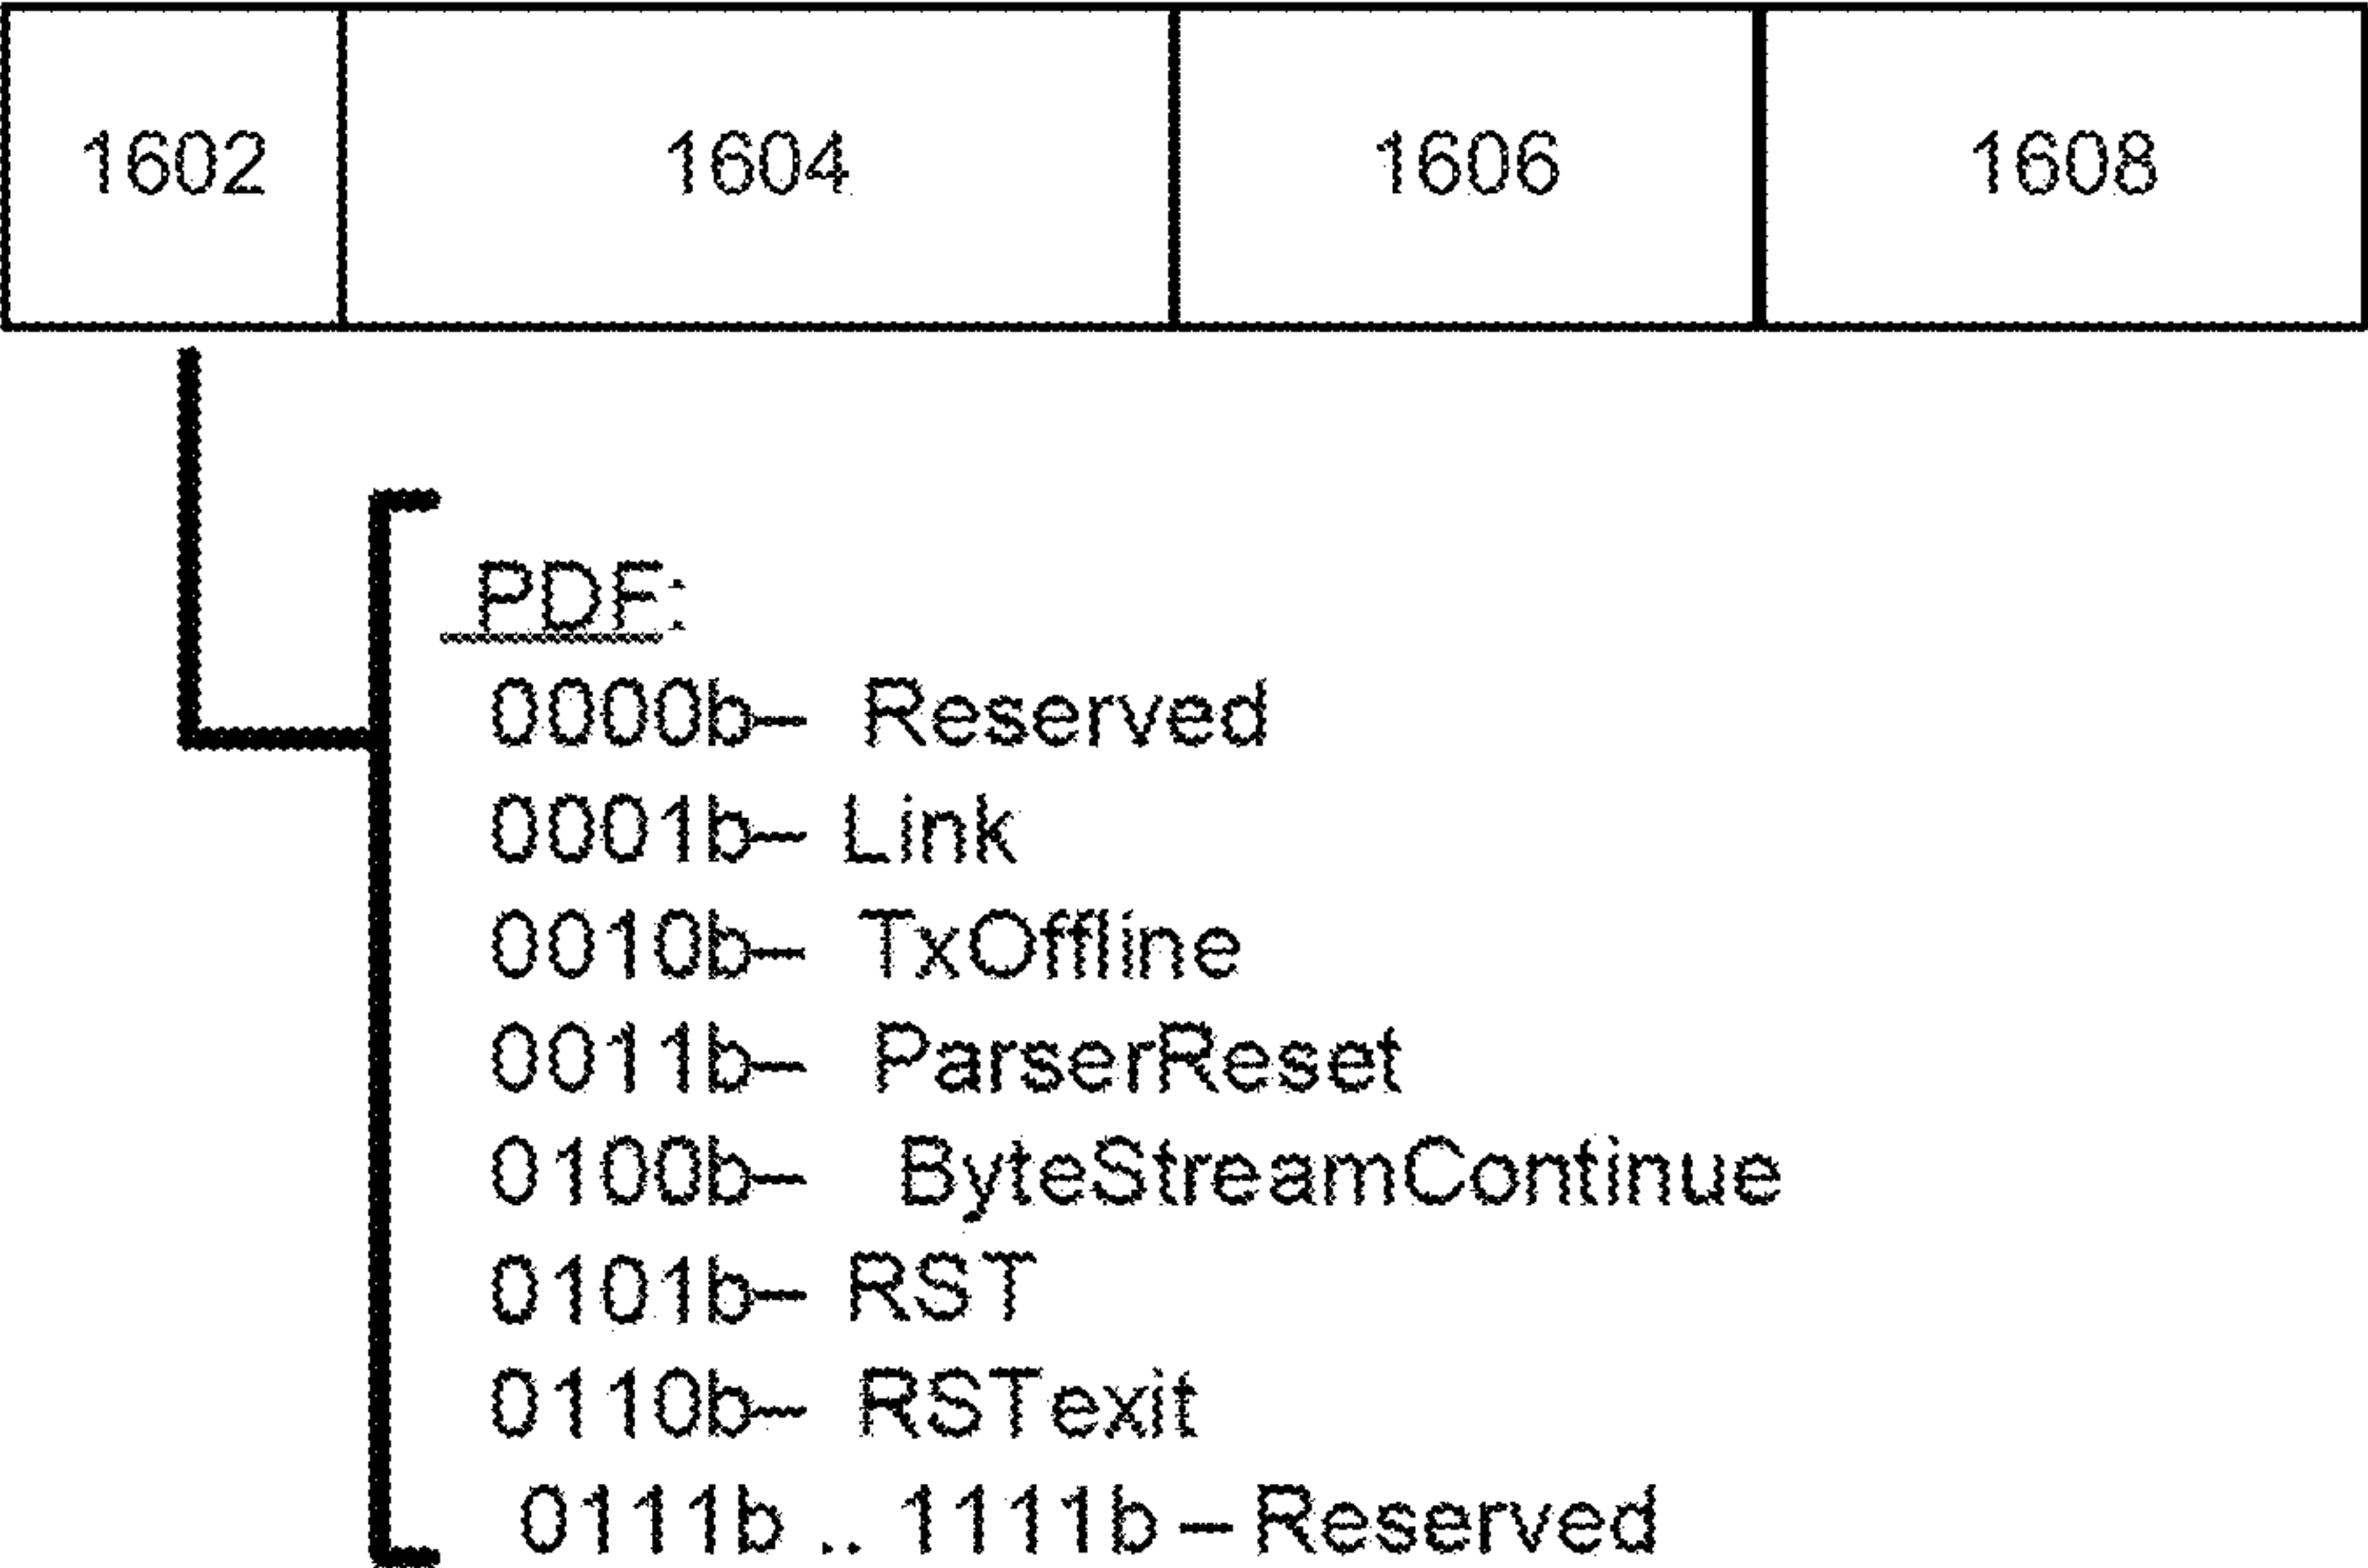 1602 1604 1606 1608
PDF:
0000b– Reserved
0001b– Link
0010b– TxOffline
0011b– ParserReset
0100b– ByteStreamContinue
0101b– RST
0110b– RSTexit
0111b .. 1111b – Reserved